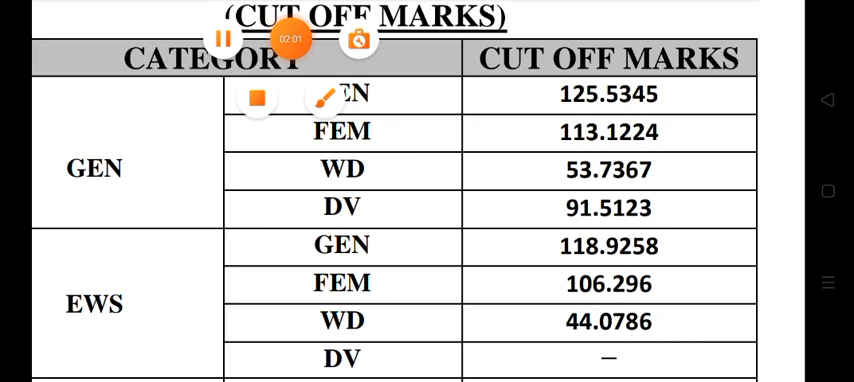 (CUT OFF MARKS)
02:01
CATEGORY CUT OFF MARKS
125.5345
FEM 113.1224
GEN WD 53.7367
DV 91.5123
GEN 118.9258
FEM 106.296
EWS WD 44.0786
DV –